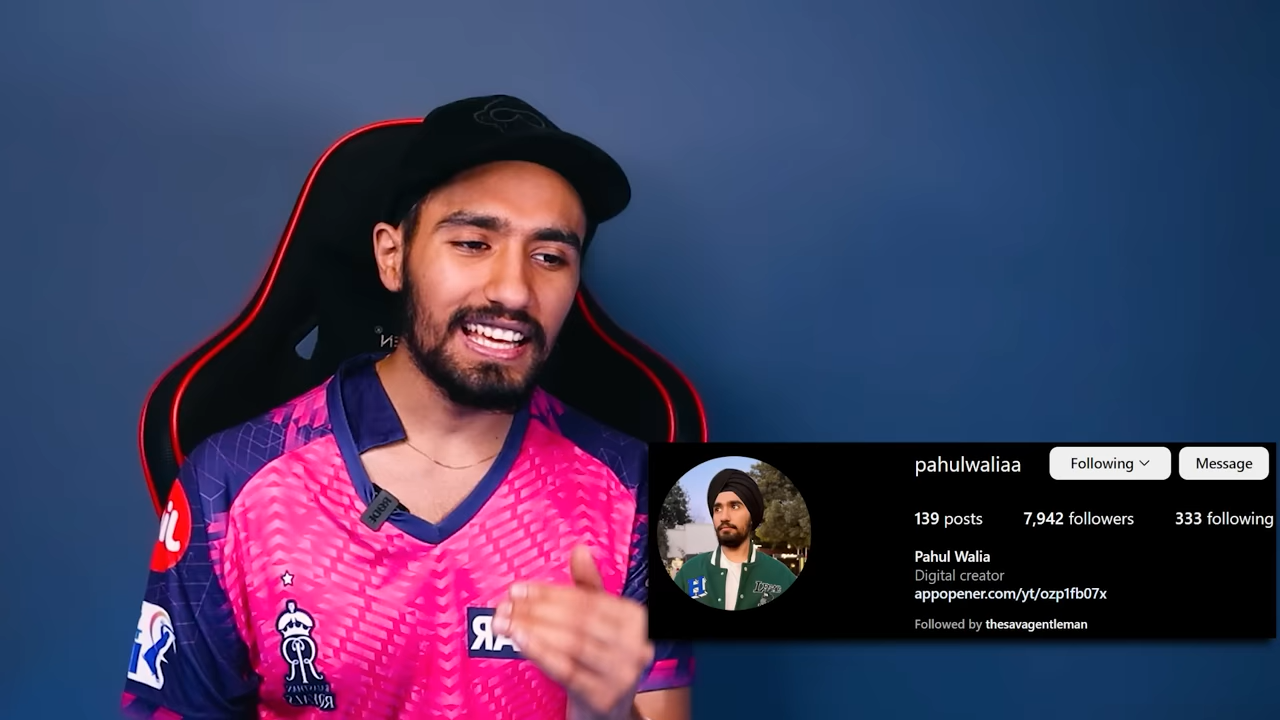 pahulwaliaa
Following
Message
139 posts
7,942 followers
333 following
Pahul Walia
Digital creator
appopener.com/yt/ozp1fb07x
Followed by thesavagentleman
RODE